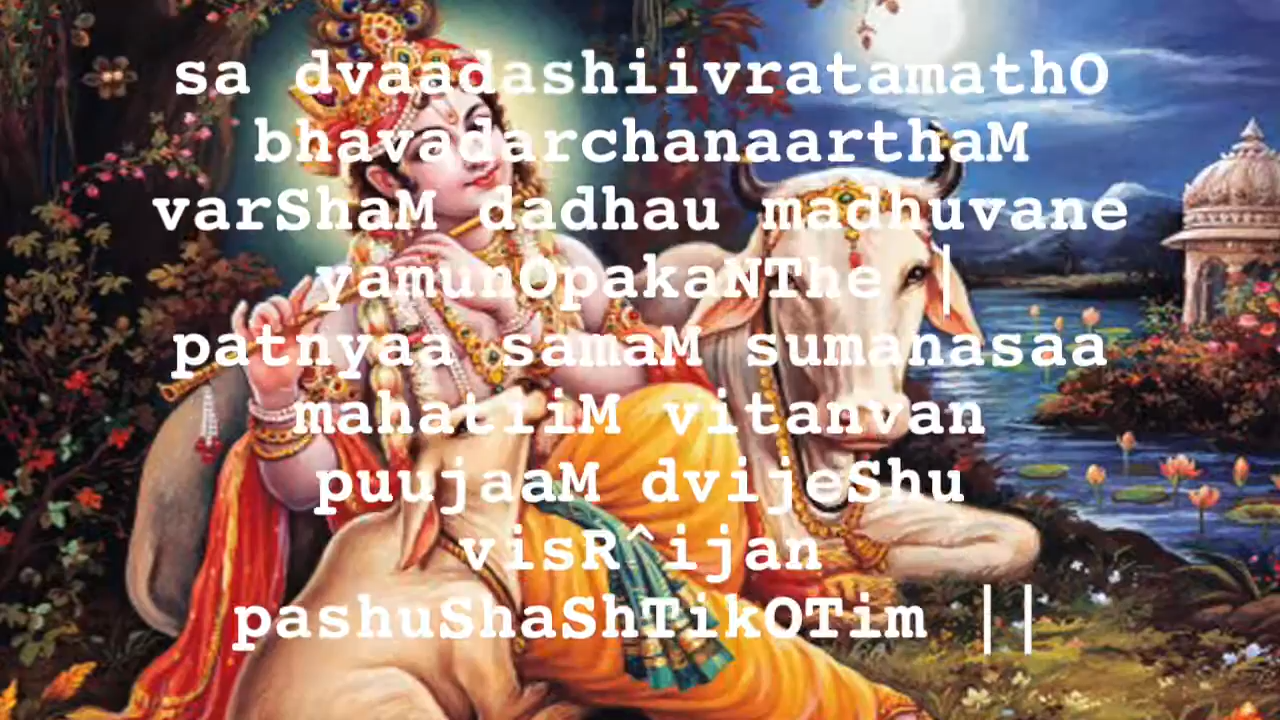 sa dvaadashiivratamathO
bhavadarchanaarthaM
varShaM dadhau madhuvane
yamunOpakaNThe |
patnyaa samaM sumanasaa
mahatiiM vitanvan
puujaaM dvijeShu
visR^ijan
pashuShaShTikOTim ||